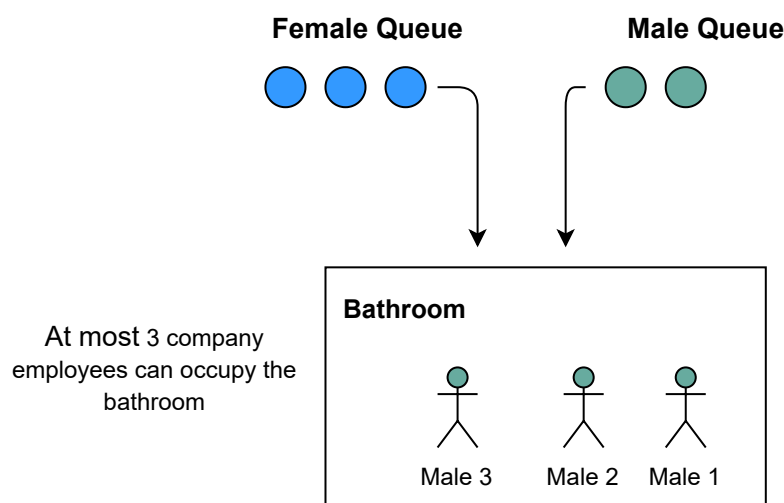 Female Queue
Male Queue
Bathroom
At most 3 company
employees can occupy the
bathroom
Male 3
Male 2
Male 1